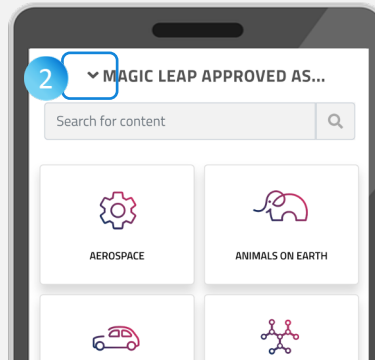 2
MAGIC LEAP APPROVED AS...
Search for content
AEROSPACE
ANIMALS ON EARTH